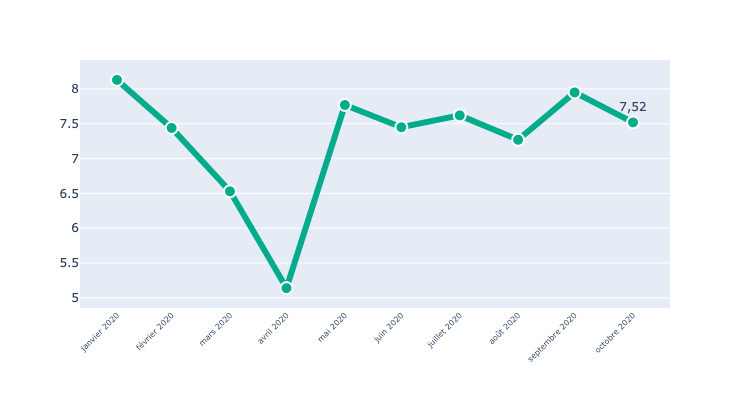 8
7.5
7
6.5
6
5.5
5
7,52
janvier 2020
février 2020
mars 2020
avril 2020
mai 2020
juin 2020
juillet 2020
août 2020
septembre 2020
octobre 2020